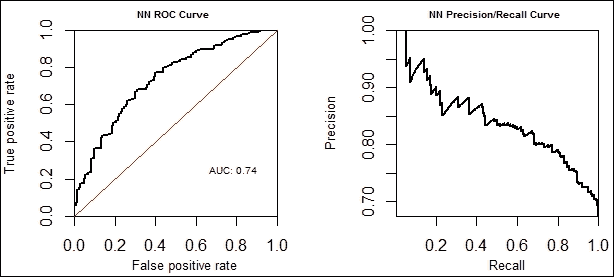 NN ROC Curve
True positive rate
0.0 0.2 0.4 0.6 0.8 1.0
AUC: 0.74
0.0 0.2 0.4 0.6 0.8 1.0
False positive rate
NN Precision/Recall Curve
Precision
0.70 0.80 0.90 1.00
0.2 0.4 0.6 0.8 1.0
Recall